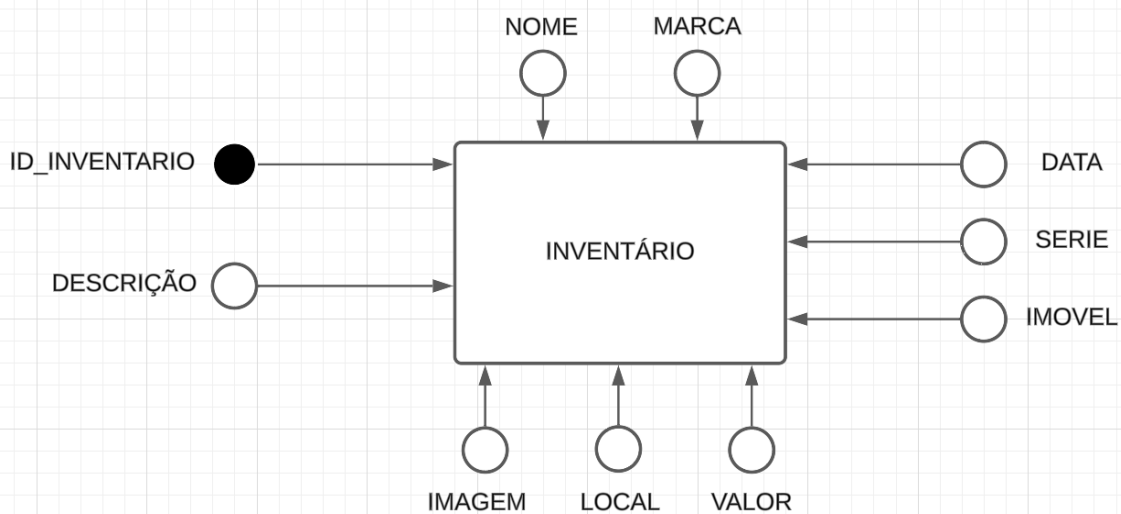 NOME
MARCA
ID_INVENTARIO
DATA
SERIE
INVENTÁRIO
DESCRIÇÃO
IMOVEL
IMAGEM
LOCAL
VALOR